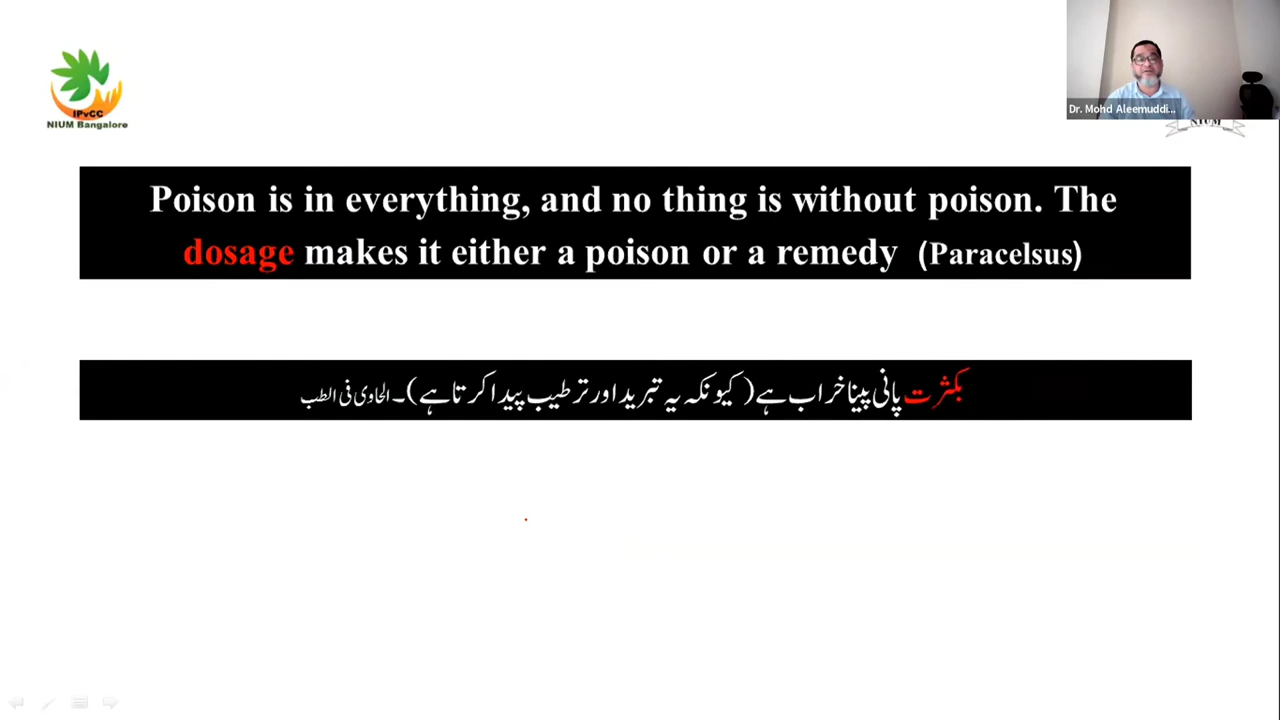 IPvCC
NIUM Bangalore
Dr. Mohd Aleemuddi...
NIUM
Poison is in everything, and no thing is without poison. The
dosage makes it either a poison or a remedy (Paracelsus)
بکثرت پانی پینا خراب ہے (کیونکہ یہ تبرید اور ترطیب پیدا کرتا ہے)۔ الحاوی فی الطب